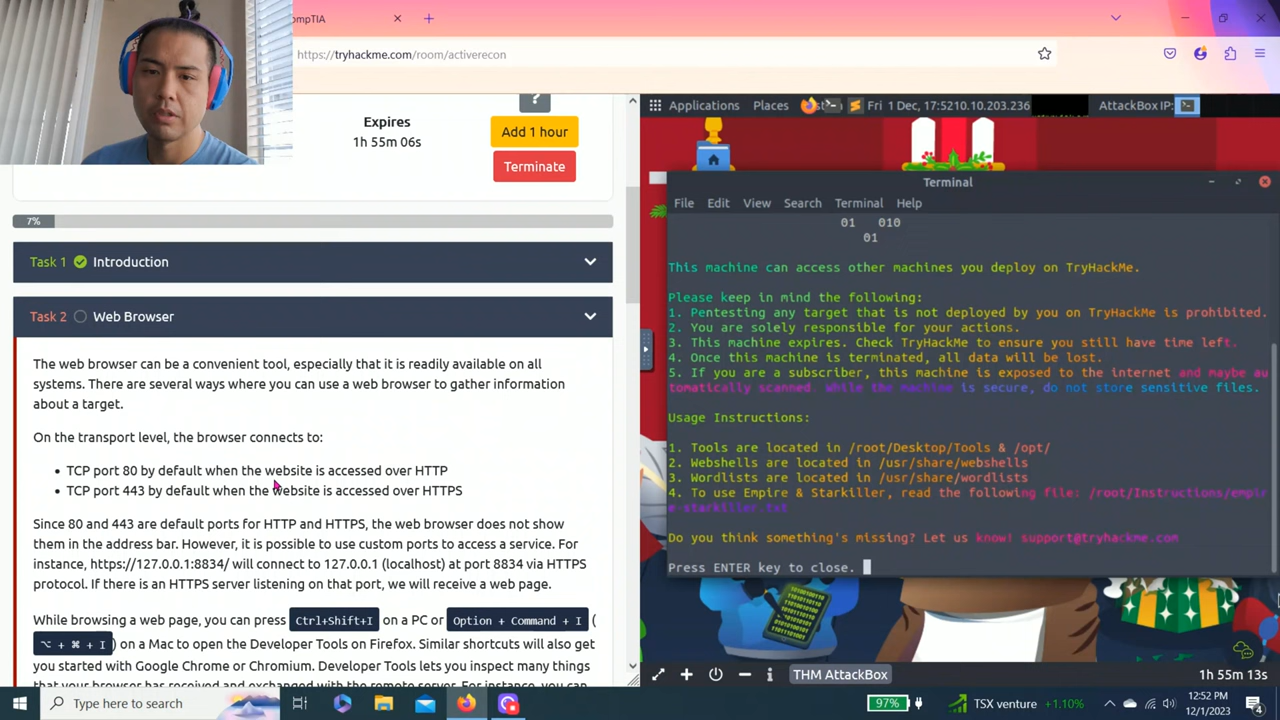 ompTIA
https://tryhackme.com/room/activerecon
?
Expires
1h 55m 06s
Add 1 hour
Terminate
7%
Task 1 Introduction
Task 2 Web Browser
The web browser can be a convenient tool, especially that it is readily available on all
systems. There are several ways where you can use a web browser to gather information
about a target.
On the transport level, the browser connects to:
• TCP port 80 by default when the website is accessed over HTTP
• TCP port 443 by default when the website is accessed over HTTPS
Since 80 and 443 are default ports for HTTP and HTTPS, the web browser does not show
them in the address bar. However, it is possible to use custom ports to access a service. For
instance, https://127.0.0.1:8834/ will connect to 127.0.0.1 (localhost) at port 8834 via HTTPS
protocol. If there is an HTTPS server listening on that port, we will receive a web page.
While browsing a web page, you can press Ctrl+Shift+I on a PC or Option + Command + I (
⌥ + ⌘ + I ) on a Mac to open the Developer Tools on Firefox. Similar shortcuts will also get
you started with Google Chrome or Chromium. Developer Tools lets you inspect many things
that your browser has received and exchanged with the remote server. For instance, you can
Applications Places Fri 1 Dec, 17:52 10.10.203.236 AttackBox IP:
Terminal
File Edit View Search Terminal Help
01 010
01
This machine can access other machines you deploy on TryHackMe.
Please keep in mind the following:
1. Pentesting any target that is not deployed by you on TryHackMe is prohibited.
2. You are solely responsible for your actions.
3. This machine expires. Check TryHackMe to ensure you still have time left.
4. Once this machine is terminated, all data will be lost.
5. If you are a subscriber, this machine is exposed to the internet and maybe au
tomatically scanned. While the machine is secure, do not store sensitive files.
Usage Instructions:
1. Tools are located in /root/Desktop/Tools & /opt/
2. Webshells are located in /usr/share/webshells
3. Wordlists are located in /usr/share/wordlists
4. To use Empire & Starkiller, read the following file: /root/Instructions/empir
e-starkiller.txt
Do you think something's missing? Let us know! support@tryhackme.com
Press ENTER key to close.
THM AttackBox
1h 55m 13s
Type here to search
97%
TSX venture +1.10%
12:52 PM
12/1/2023
4